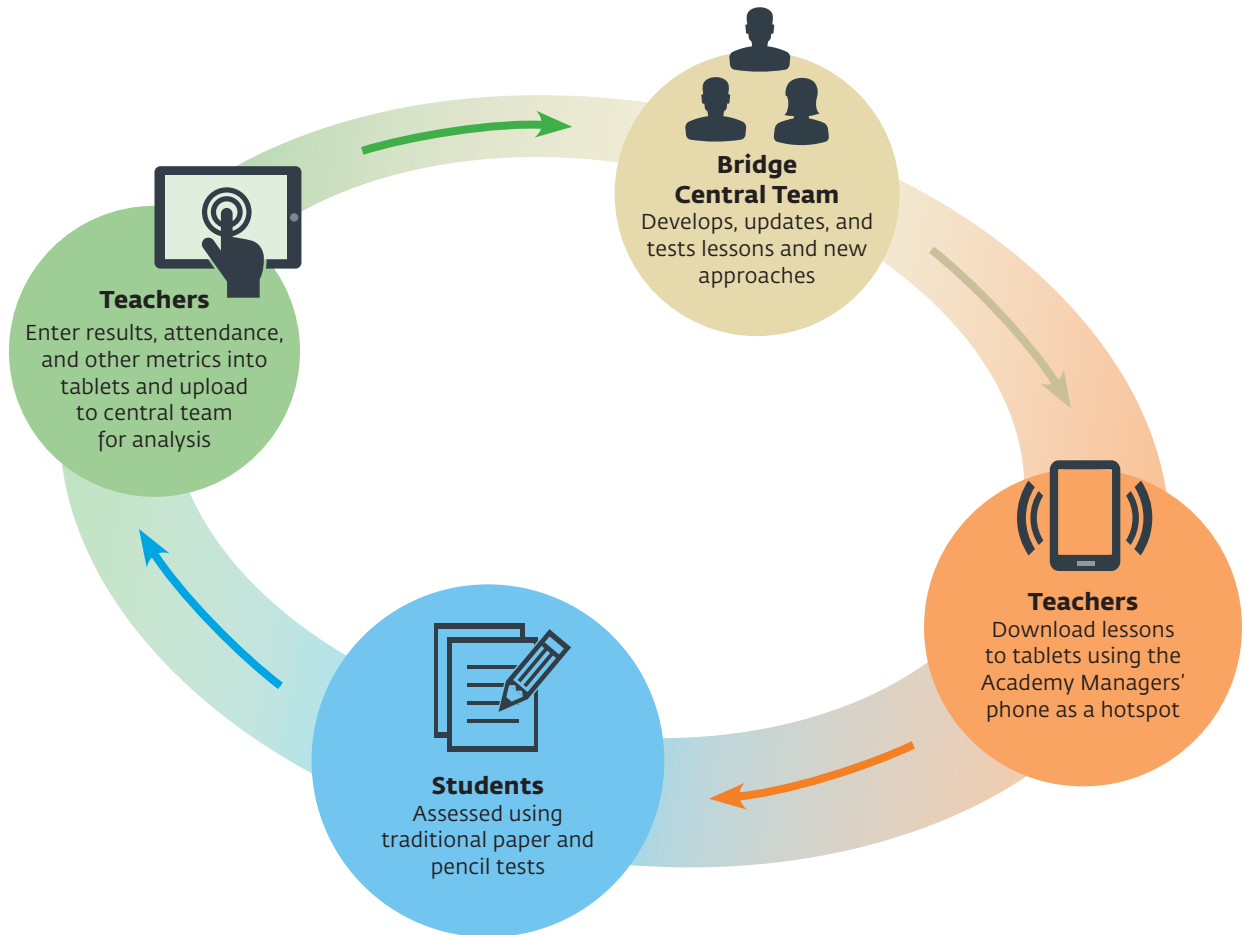 Bridge
Central Team
Develops, updates, and
tests lessons and new
approaches
Teachers
Download lessons
to tablets using the
Academy Managers’
phone as a hotspot
Students
Assessed using
traditional paper and
pencil tests
Teachers
Enter results, attendance,
and other metrics into
tablets and upload
to central team
for analysis